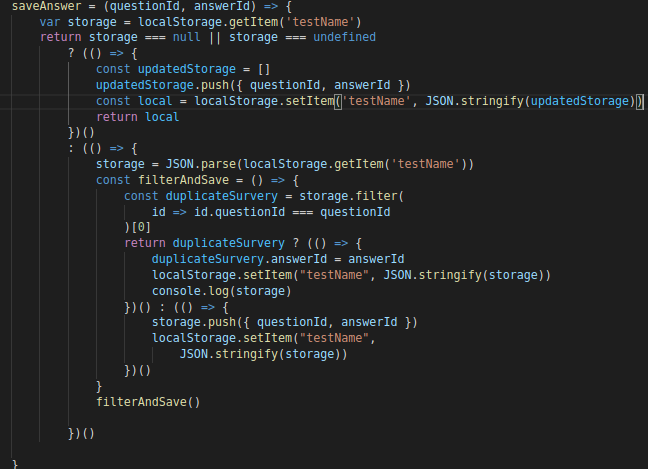 saveAnswer = (questionId, answerId) => {
var storage = localStorage.getItem('testName')
return storage === null || storage === undefined
? (() => {
const updatedStorage = []
updatedStorage.push({ questionId, answerId })
const local = localStorage.setItem('testName', JSON.stringify(updatedStorage))
return local
})()
: (() => {
storage = JSON.parse(localStorage.getItem('testName'))
const filterAndSave = () => {
const duplicateSurvery = storage.filter(
id => id.questionId === questionId
)[0]
return duplicateSurvery ? (() => {
duplicateSurvery.answerId = answerId
localStorage.setItem("testName", JSON.stringify(storage))
console.log(storage)
})() : (() => {
storage.push({ questionId, answerId })
localStorage.setItem("testName",
JSON.stringify(storage))
})()
}
filterAndSave()
})()
}